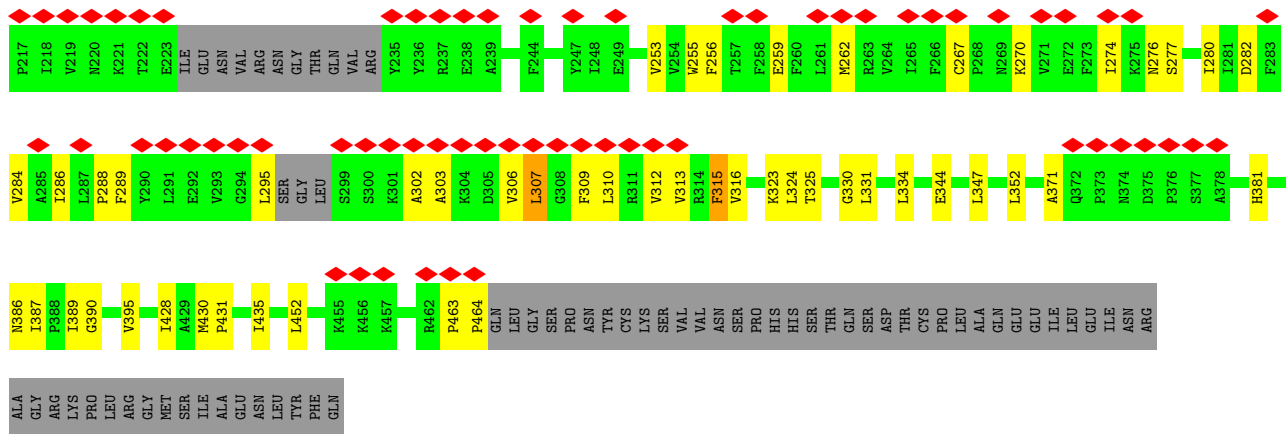 P217 I218 V219 N220 K221 T222 E223 ILE GLU ASN VAL ARG ASN GLY THR GLN VAL ARG Y235 Y236 R237 E238 A239 F244 Y247 I248 E249 V253 V254 W255 F256 T257 F258 E259 F260 L261 M262 R263 V264 I265 F266 C267 P268 N269 K270 V271 E272 F273 I274 K275 N276 S277 I280 I281 D282 F283
V284 A285 I286 L287 P288 F289 Y290 L291 E292 V293 G294 L295 SER GLY LEU S299 S300 K301 A302 A303 K304 D305 V306 L307 G308 F309 L310 R311 V312 V313 R314 F315 V316 K323 L324 T325 G330 L331 L334 E344 L347 L352 A371 Q372 P373 N374 D375 P376 S377 A378 H381
N386 I387 P388 I389 G390 V395 I428 A429 M430 P431 I435 L452 K455 K456 K457 R462 P463 P464 GLN LEU GLY SER PRO ASN TYR CYS LYS SER VAL VAL ASN SER PRO HIS HIS SER THR GLN SER ASP THR CYS PRO LEU ALA GLN GLU GLU ILE LEU GLU ILE ASN ARG
ALA GLY ARG LYS PRO LEU ARG GLY MET SER ILE ALA GLU ASN LEU TYR PHE GLN